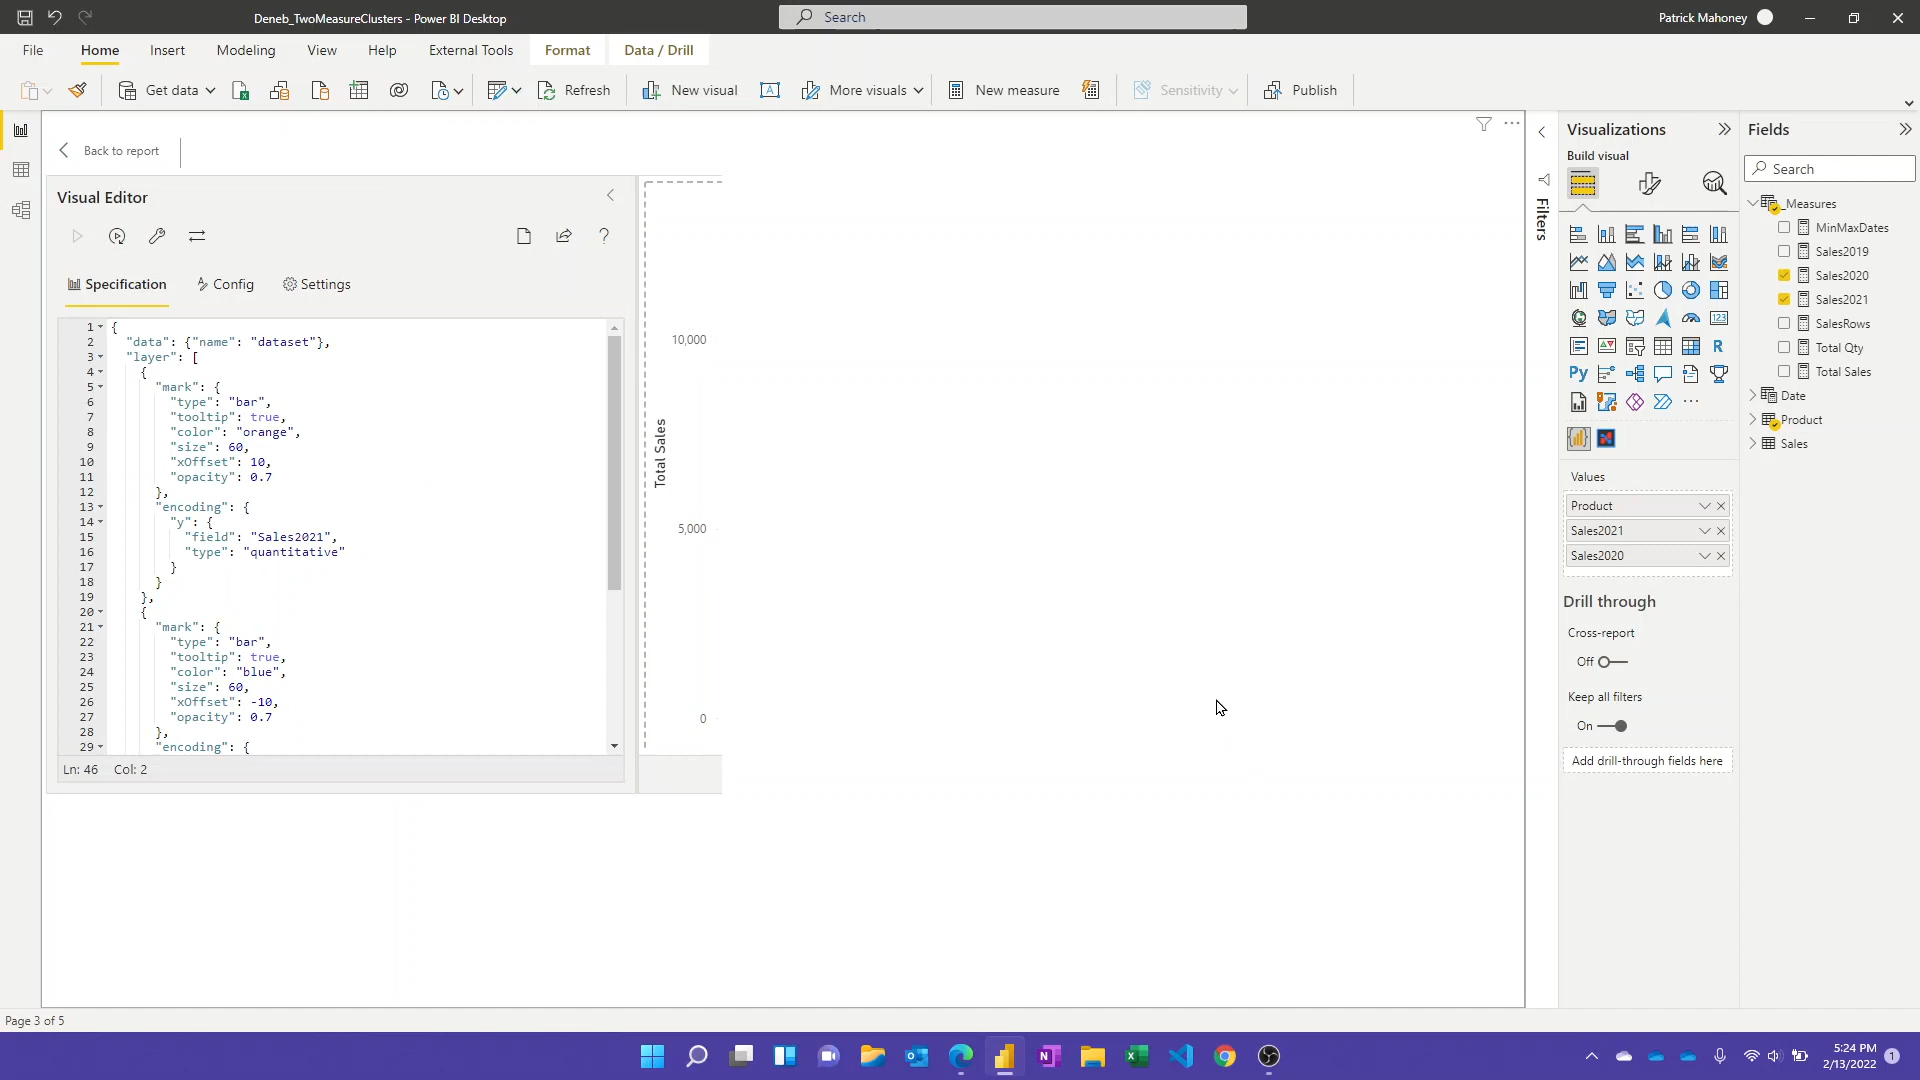 Deneb_TwoMeasureClusters - Power BI Desktop
Search
Patrick Mahoney
File
Home
Insert
Modeling
View
Help
External Tools
Format
Data / Drill
Get data
Refresh
New visual
More visuals
New measure
Sensitivity
Publish
Back to report
Visual Editor
Specification
Config
Settings
1 {
2 "data": {"name": "dataset"},
3 "layer": [
4 {
5 "mark": {
6 "type": "bar",
7 "tooltip": true,
8 "color": "orange",
9 "size": 60,
10 "xOffset": 10,
11 "opacity": 0.7
12 },
13 "encoding": {
14 "y": {
15 "field": "Sales2021",
16 "type": "quantitative"
17 }
18 }
19 },
20 {
21 "mark": {
22 "type": "bar",
23 "tooltip": true,
24 "color": "blue",
25 "size": 60,
26 "xOffset": -10,
27 "opacity": 0.7
28 },
29 "encoding": {
Ln: 46 Col: 2
10,000
Total Sales
5,000
0
Filters
Visualizations
Build visual
123
R
Py
Values
Product
Sales2021
Sales2020
Drill through
Cross-report
Off
Keep all filters
On
Add drill-through fields here
Fields
Search
_Measures
MinMaxDates
Sales2019
Sales2020
Sales2021
SalesRows
Total Qty
Total Sales
Date
Product
Sales
Page 3 of 5
5:24 PM
2/13/2022
1